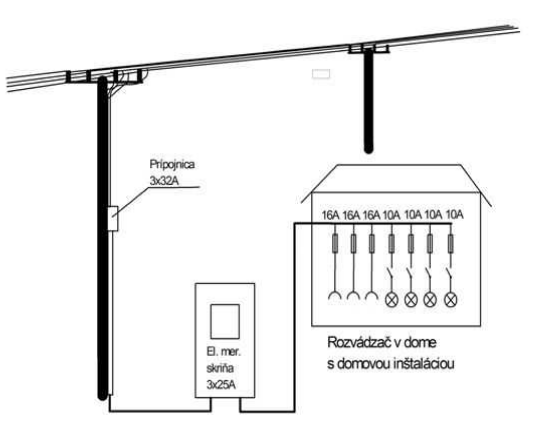 Prípojnica
3x32A
16A 16A 16A 10A 10A 10A 10A
El. mer.
skriňa
3x25A
Rozvádzač v dome
s domovou inštaláciou